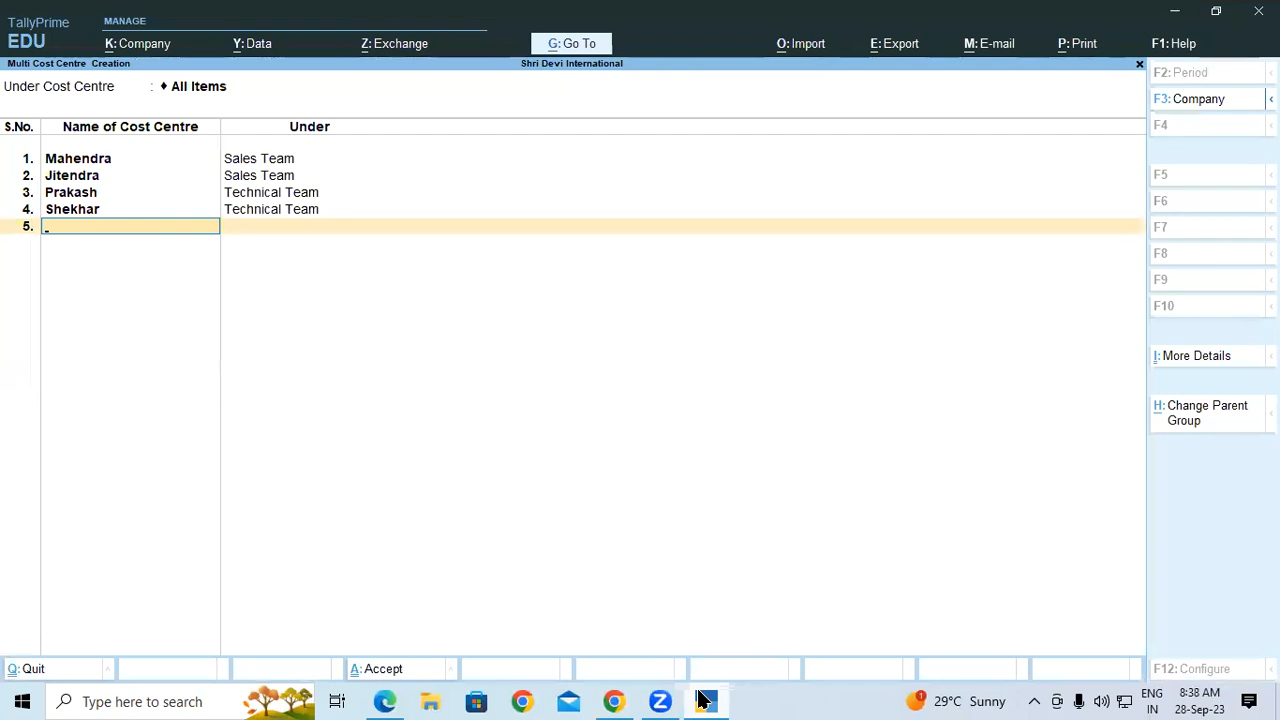 TallyPrime
EDU
MANAGE
K: Company
Y: Data
Z: Exchange
G: Go To
O: Import
E: Export
M: E-mail
P: Print
F1: Help
Multi Cost Centre Creation
Shri Devi International
Under Cost Centre : ♦ All Items
S.No. Name of Cost Centre Under
1. Mahendra Sales Team
2. Jitendra Sales Team
3. Prakash Technical Team
4. Shekhar Technical Team
5.
F2: Period
F3: Company
F4
F5
F6
F7
F8
F9
F10
I: More Details
H: Change Parent
Group
Q: Quit
A: Accept
F12: Configure
Type here to search
29°C Sunny
ENG
IN
8:38 AM
28-Sep-23